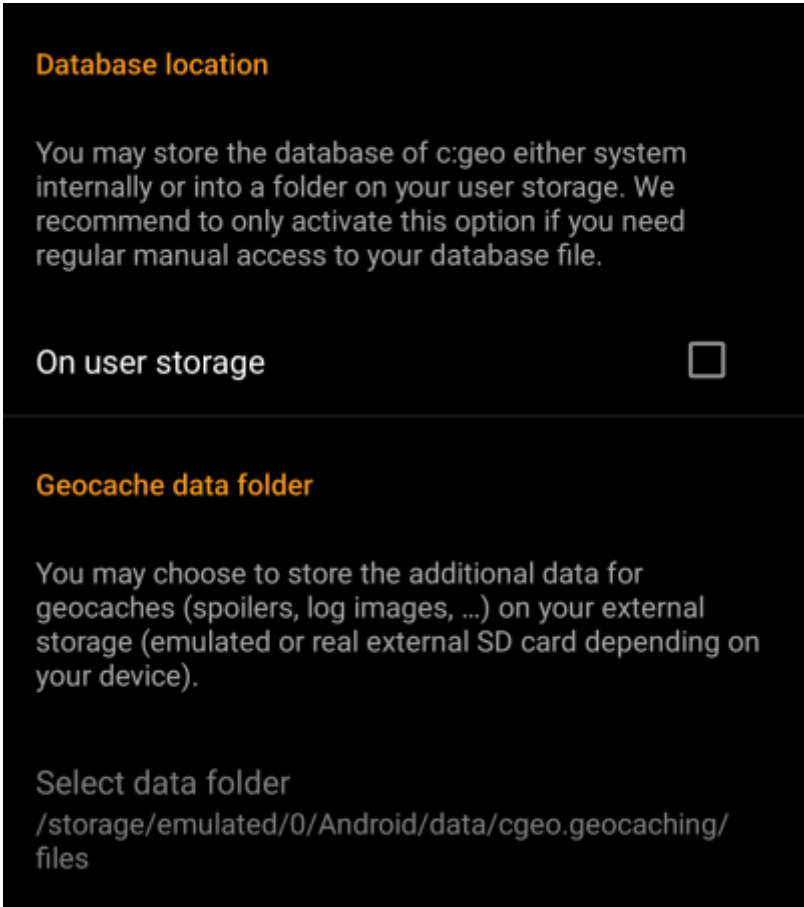 Database location
You may store the database of c:geo either system
internally or into a folder on your user storage. We
recommend to only activate this option if you need
regular manual access to your database file.
On user storage
Geocache data folder
You may choose to store the additional data for
geocaches (spoilers, log images, …) on your external
storage (emulated or real external SD card depending on
your device).
Select data folder
/storage/emulated/0/Android/data/cgeo.geocaching/
files